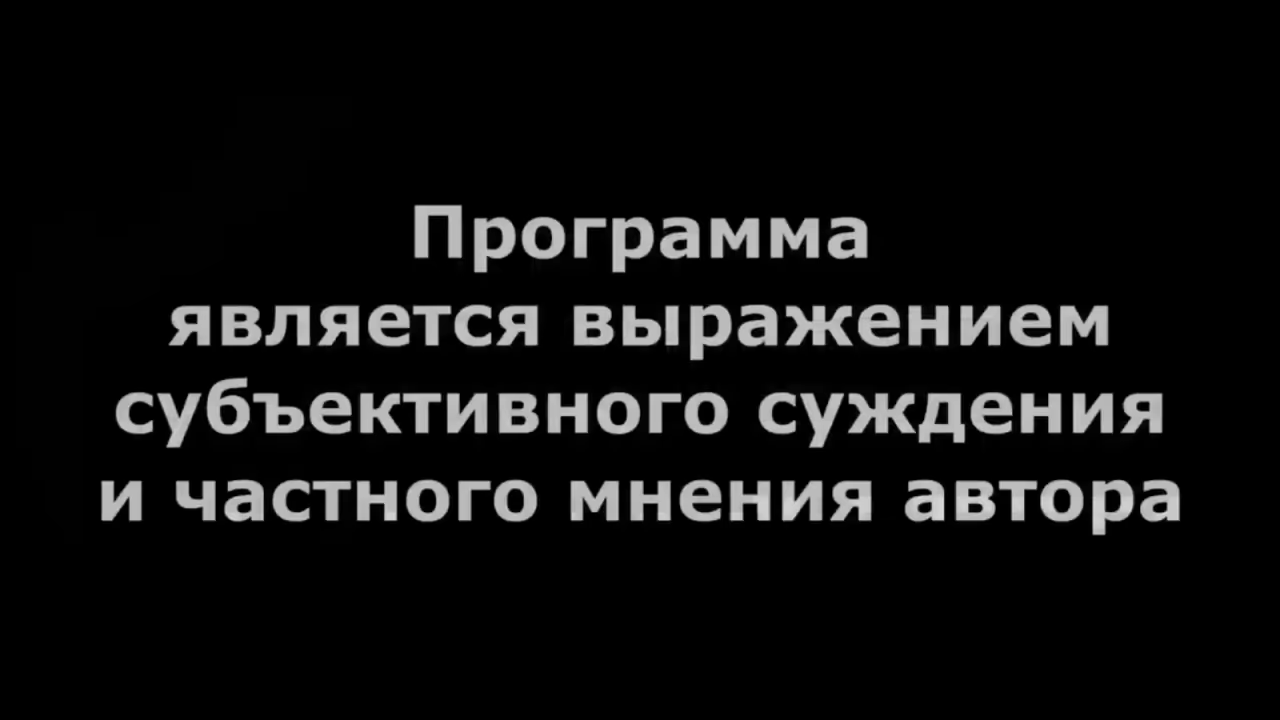 Программа
является выражением
субъективного суждения
и частного мнения автора